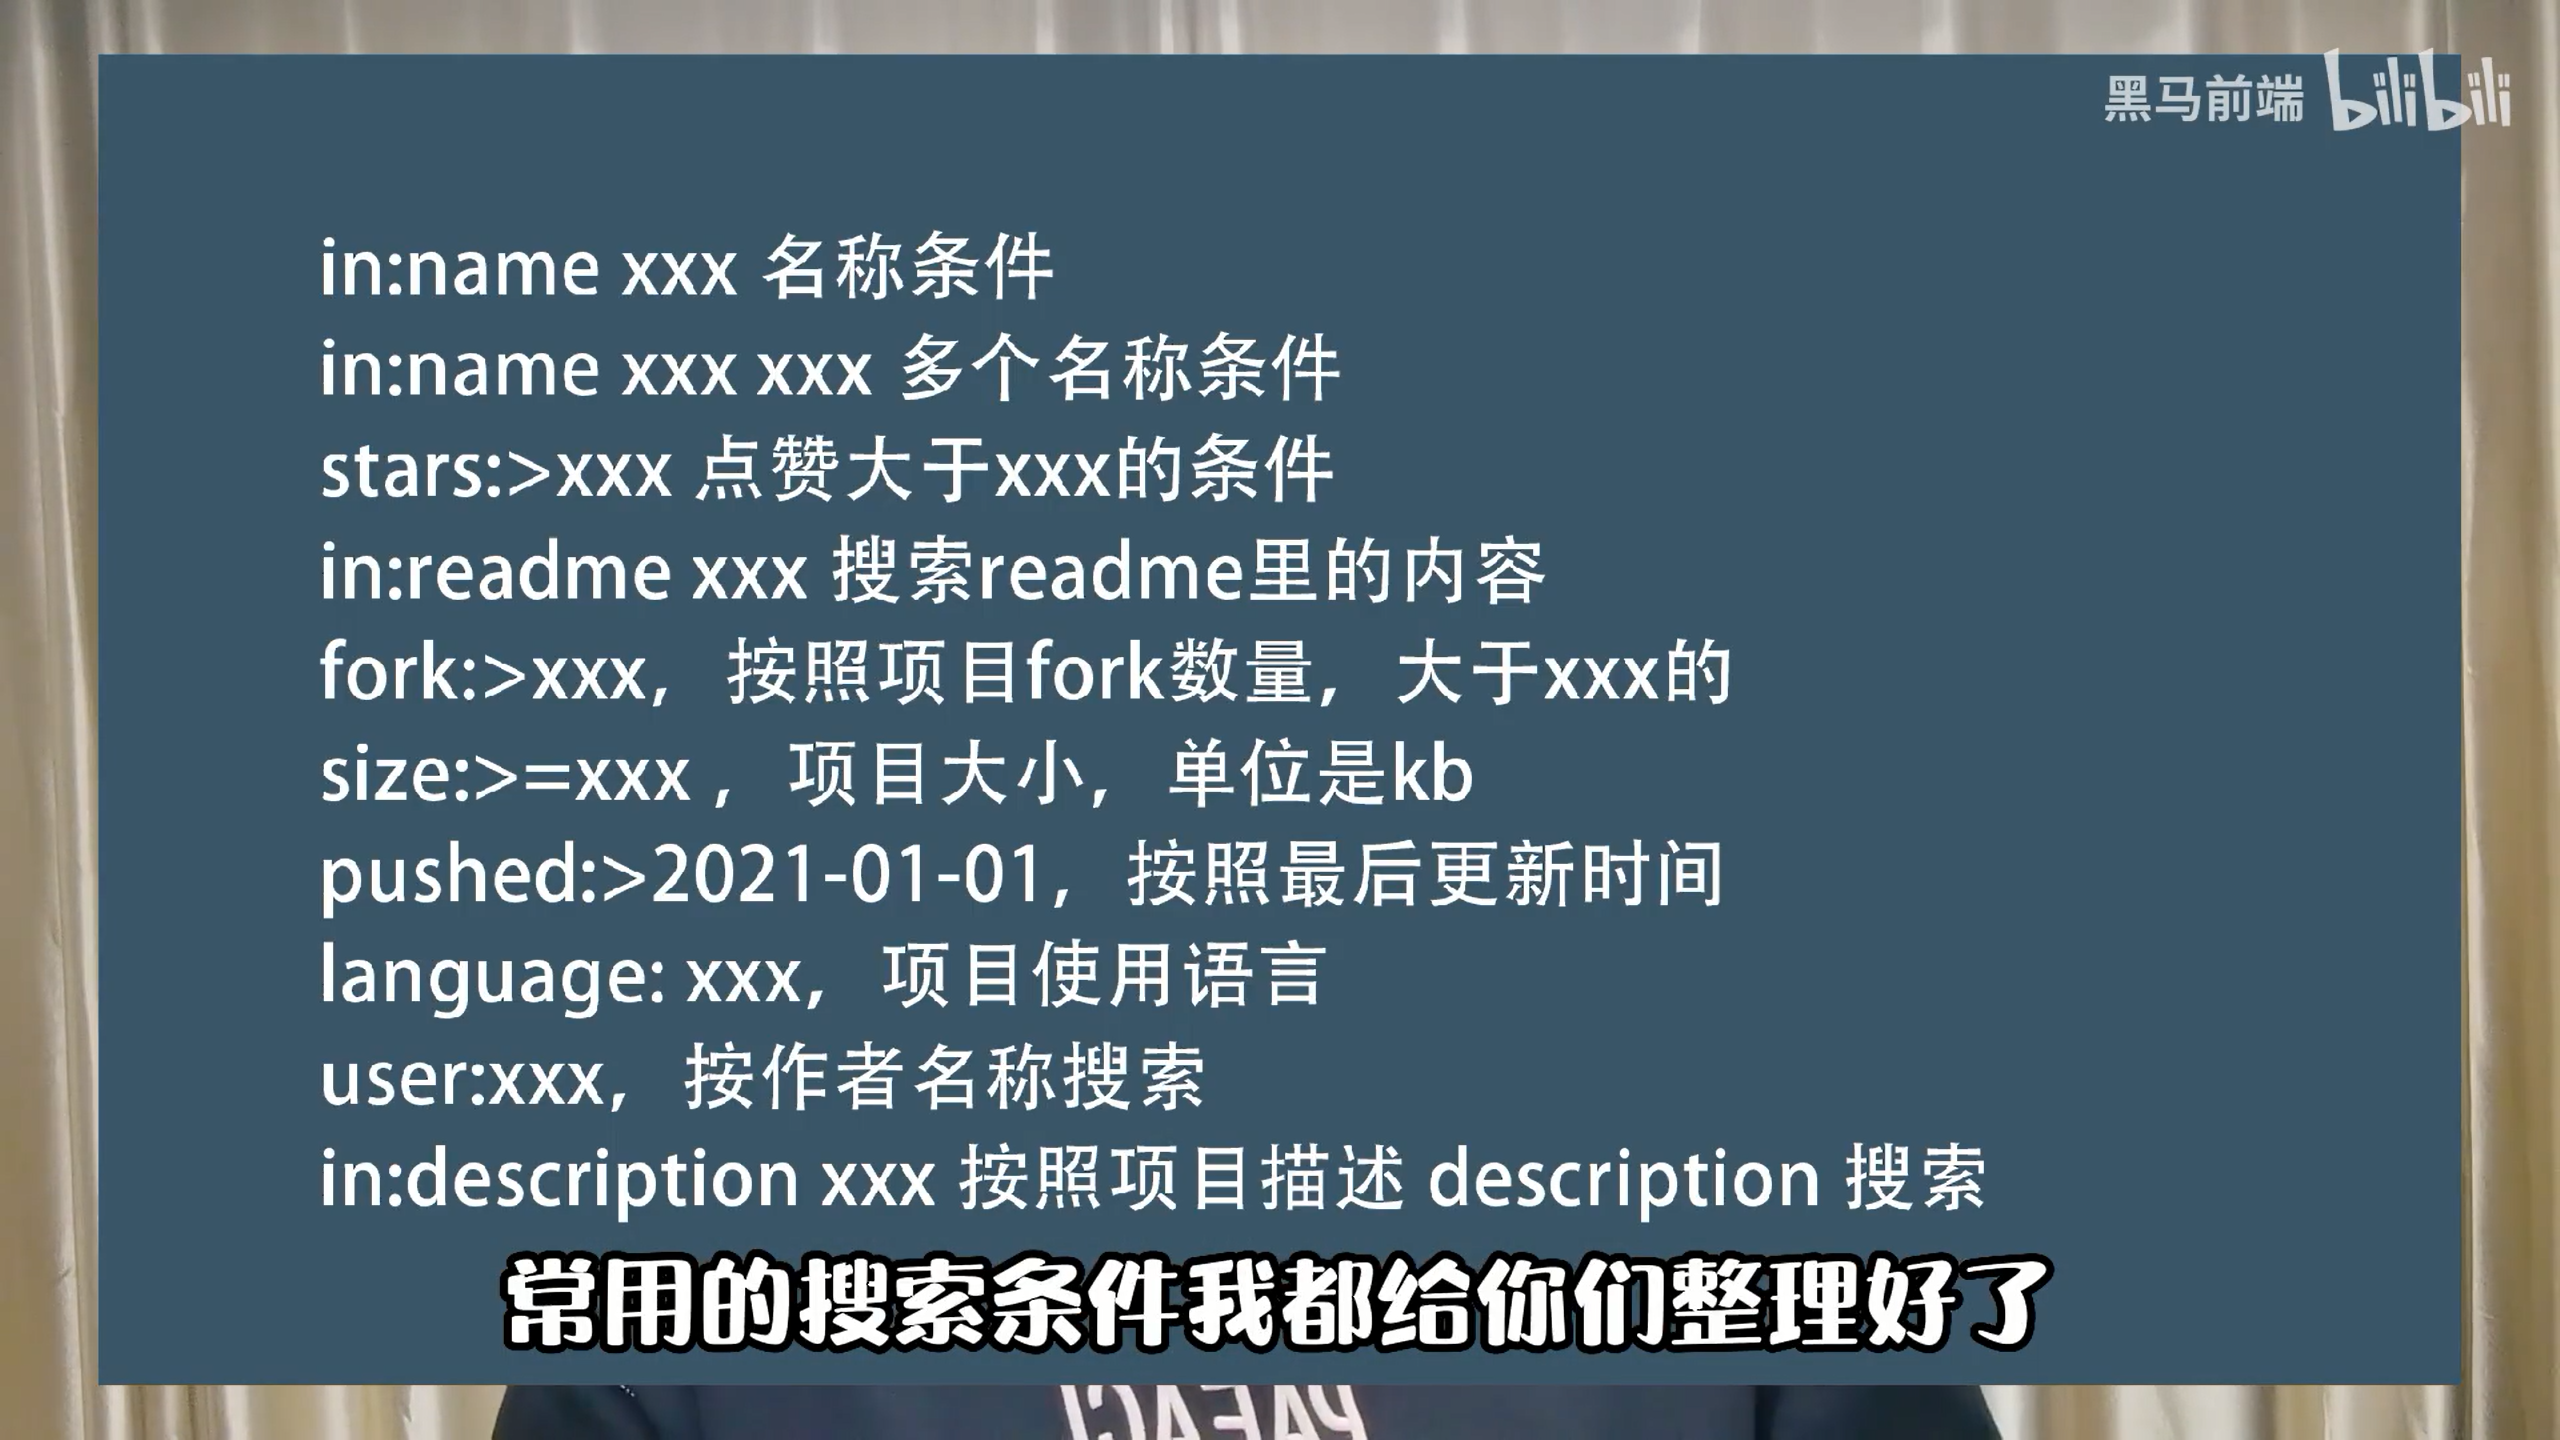 黑马前端 bilibili
in:name xxx 名称条件
in:name xxx xxx 多个名称条件
stars:>xxx 点赞大于xxx的条件
in:readme xxx 搜索readme里的内容
fork:>xxx，按照项目fork数量，大于xxx的
size:>=xxx ，项目大小，单位是kb
pushed:>2021-01-01，按照最后更新时间
language: xxx，项目使用语言
user:xxx，按作者名称搜索
in:description xxx 按照项目描述 description 搜索
常用的搜索条件我都给你们整理好了